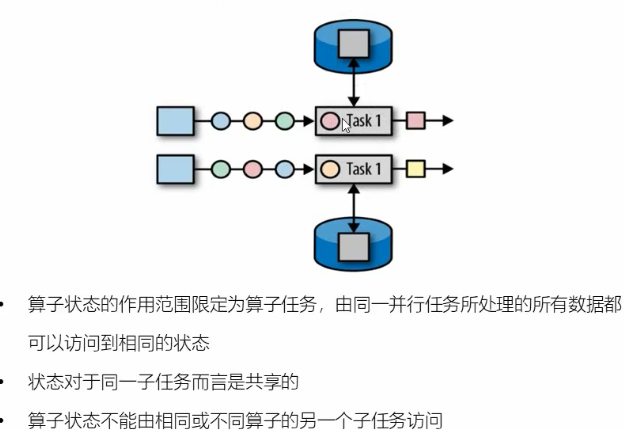 Task 1
Task 1
• 算子状态的作用范围限定为算子任务，由同一并行任务所处理的所有数据都
可以访问到相同的状态
• 状态对于同一子任务而言是共享的
• 算子状态不能由相同或不同算子的另一个子任务访问